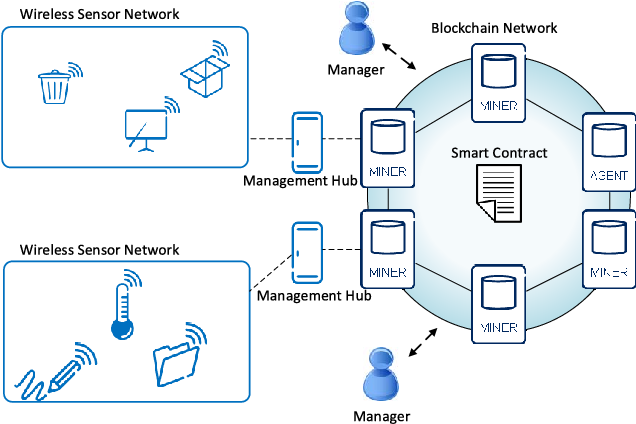 Wireless Sensor Network
Manager
Blockchain Network
MINER
MINER
AGENT
Smart Contract
Management Hub
Wireless Sensor Network
MINER
MINER
Management Hub
MINER
Manager